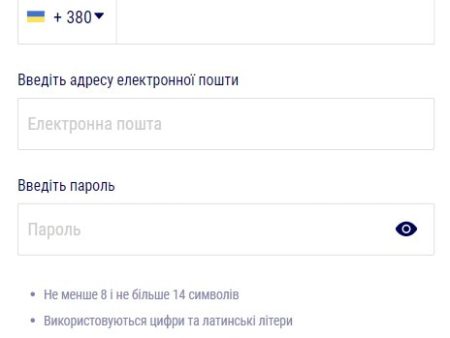 + 380
Введіть адресу електронної пошти
Електронна пошта
Введіть пароль
Пароль
• Не менше 8 і не більше 14 символів
• Використовуються цифри та латинські літери